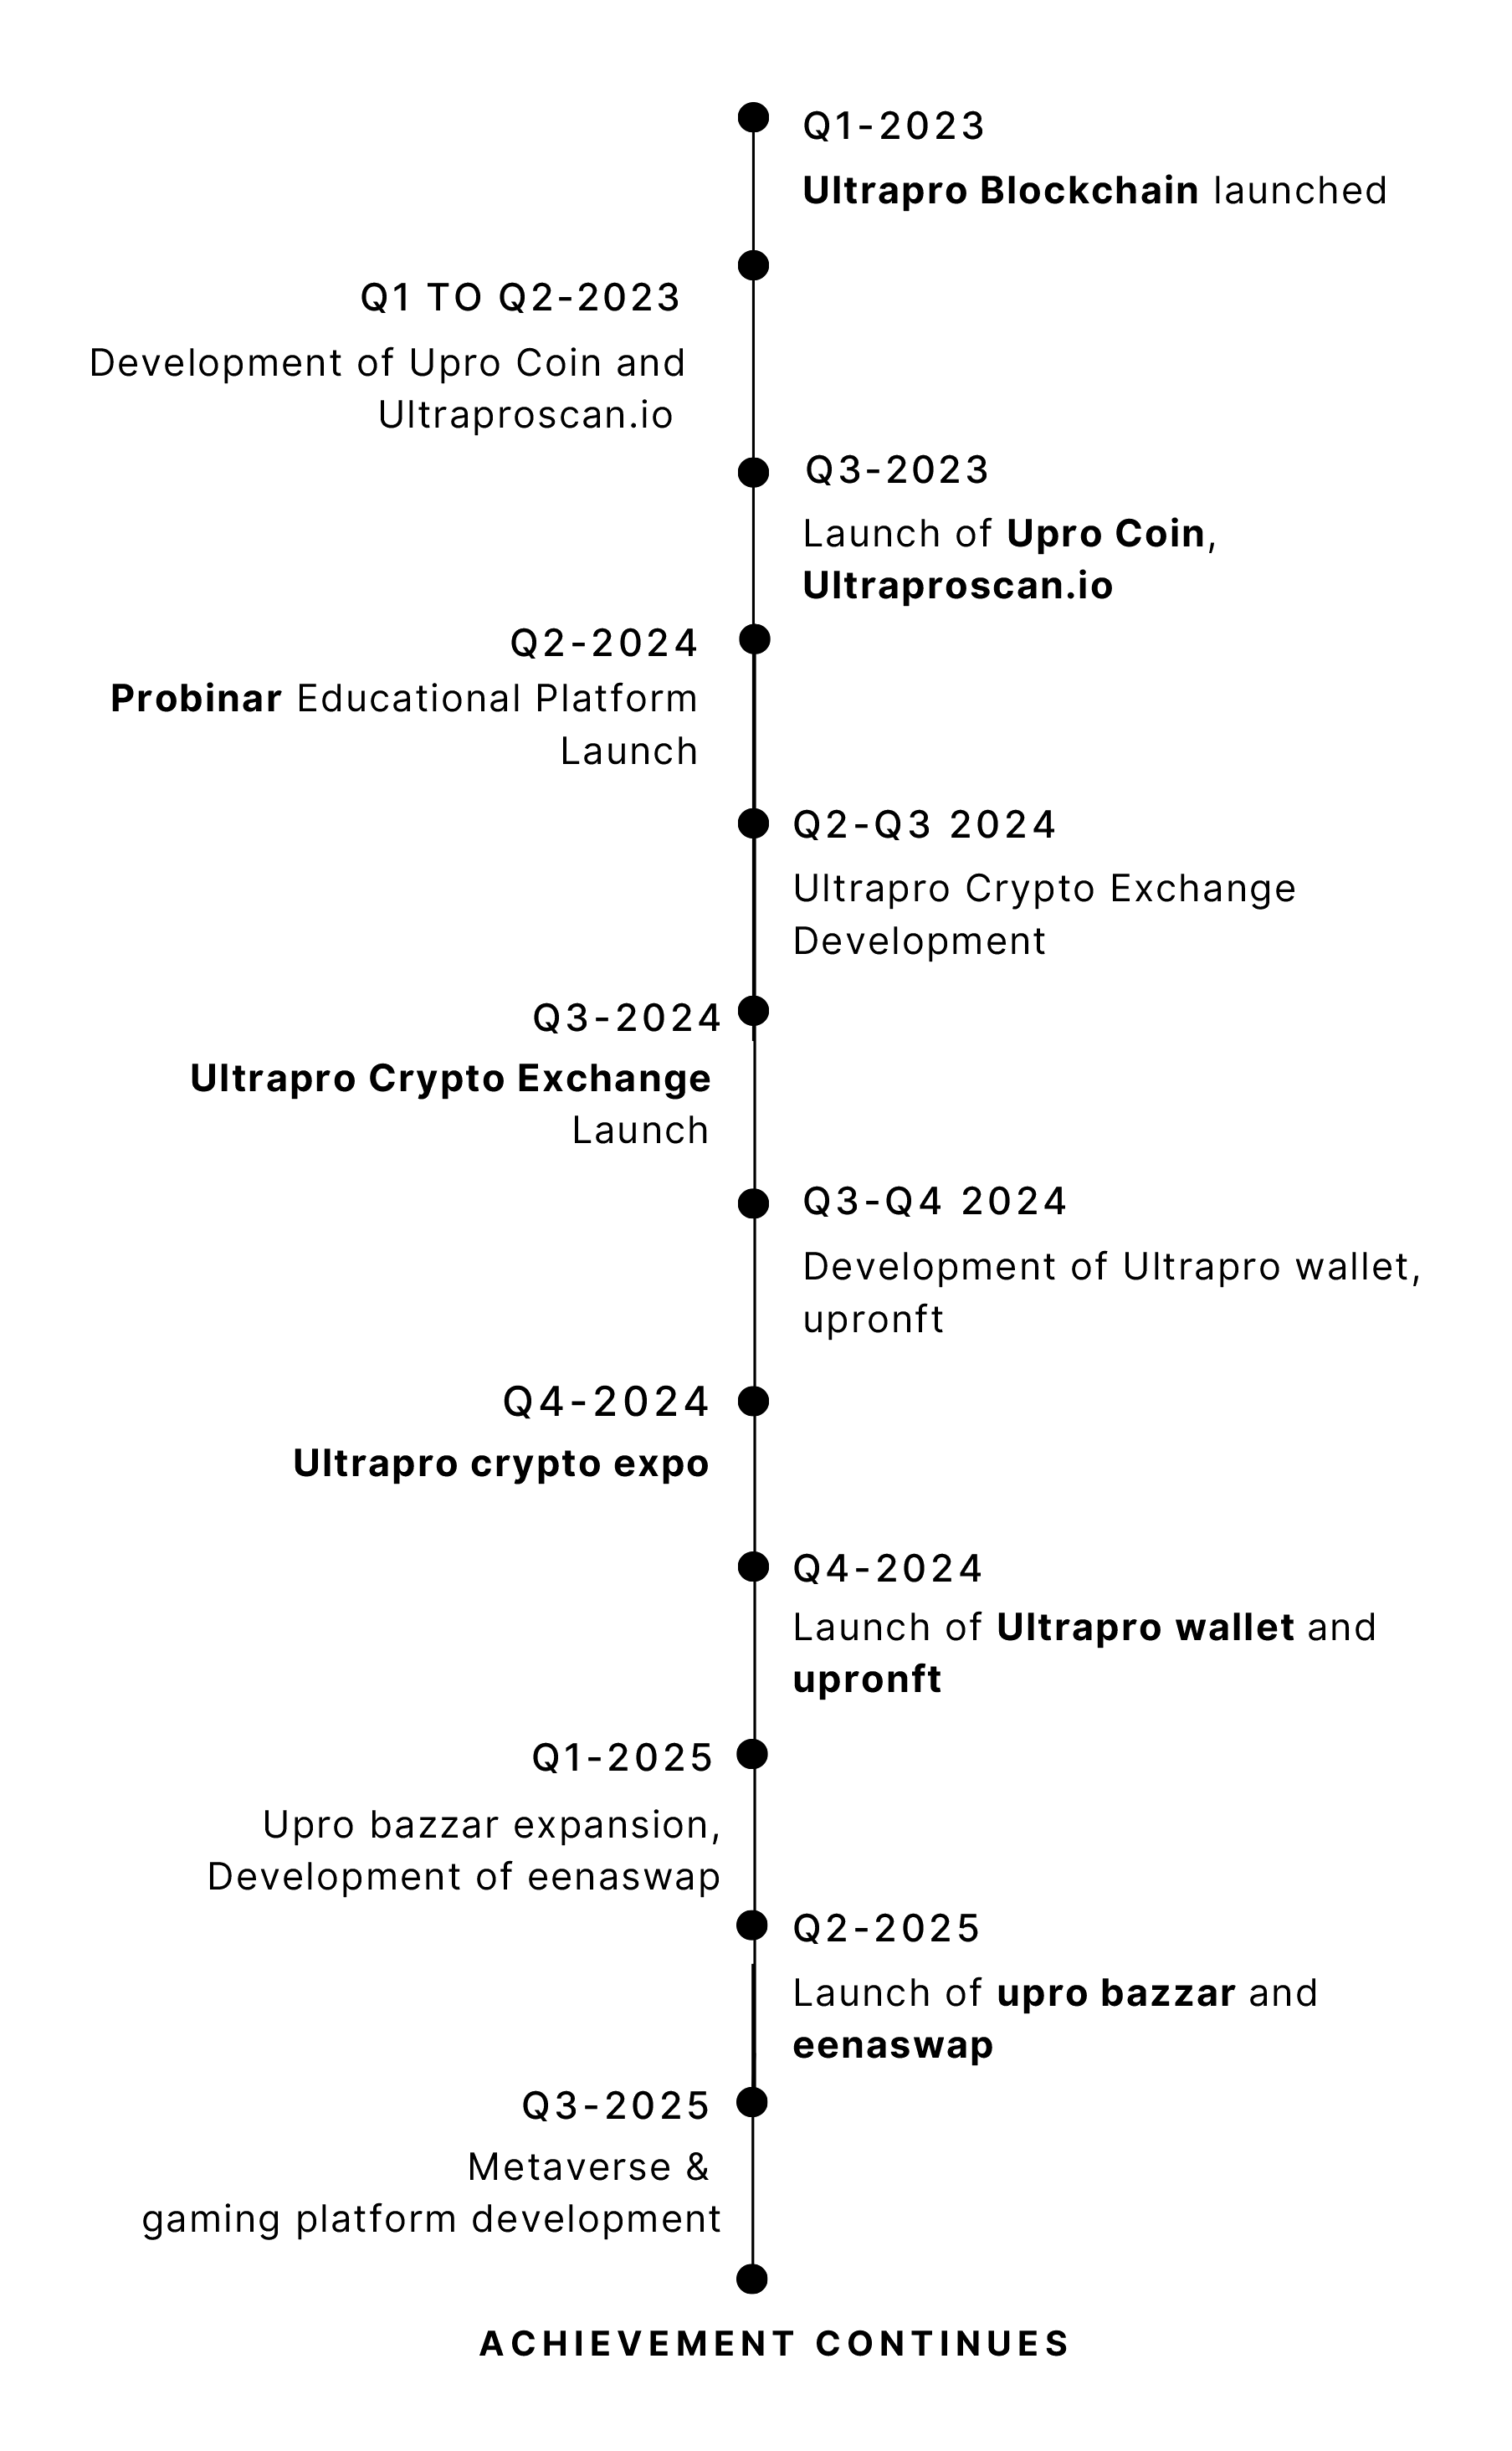 Q1-2023
Ultrapro Blockchain launched
Q1 TO Q2-2023
Development of Upro Coin and
Ultraproscan.io
Q3-2023
Launch of Upro Coin,
Ultraproscan.io
Q2-2024
Probinar Educational Platform
Launch
Q2-Q3 2024
Ultrapro Crypto Exchange
Development
Q3-2024
Ultrapro Crypto Exchange
Launch
Q3-Q4 2024
Development of Ultrapro wallet,
upronft
Q4-2024
Ultrapro crypto expo
Q4-2024
Launch of Ultrapro wallet and
upronft
Q1-2025
Upro bazzar expansion,
Development of eenaswap
Q2-2025
Launch of upro bazzar and
eenaswap
Q3-2025
Metaverse &
gaming platform development
ACHIEVEMENT CONTINUES